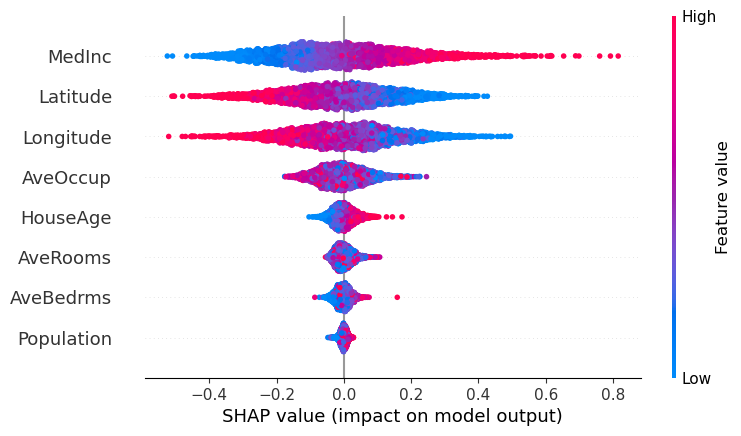 High
MedInc
Latitude
Longitude
AveOccup
HouseAge
AveRooms
AveBedrms
Population
Feature value
Low
−0.4 −0.2 0.0 0.2 0.4 0.6 0.8
SHAP value (impact on model output)